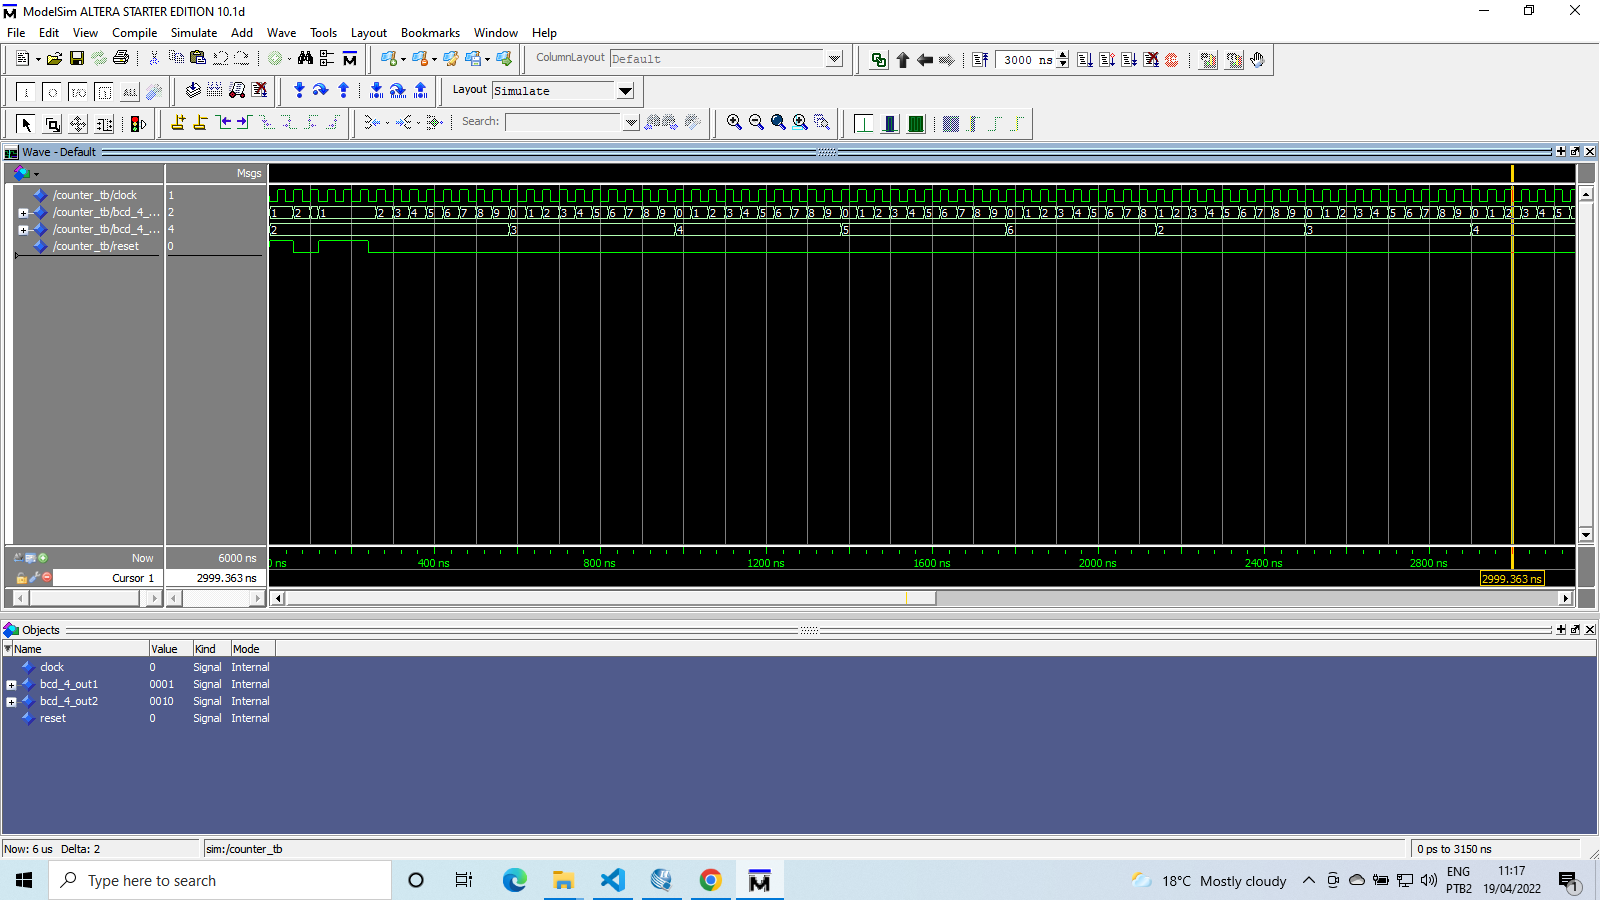 ModelSim ALTERA STARTER EDITION 10.1d
File Edit View Compile Simulate Add Wave Tools Layout Bookmarks Window Help
ColumnLayout Default
3000 ns
ALL
Layout Simulate
Search:
Wave - Default
Msgs
/counter_tb/clock 1
/counter_tb/bcd_4_... 2
/counter_tb/bcd_4_... 4
/counter_tb/reset 0
1 2 1 2 3 4 5 6 7 8 9 0 1 2 3 4 5 6 7 8 9 0 1 2 3 4 5 6 7 8 9 0 1 2 3 4 5 6 7 8 9 0 1 2 3 4 5 6 7 8 1 2 3 4 5 6 7 8 9 0 1 2 3 4 5 6 7 8 9 0 1 2 3 4 5
2 3 4 5 6 2 3 4
Now 6000 ns
Cursor 1 2999.363 ns
ns 400 ns 800 ns 1200 ns 1600 ns 2000 ns 2400 ns 2800 ns
2999.363 ns
Objects
Name Value Kind Mode
clock 0 Signal Internal
bcd_4_out1 0001 Signal Internal
bcd_4_out2 0010 Signal Internal
reset 0 Signal Internal
Now: 6 us Delta: 2
sim:/counter_tb
0 ps to 3150 ns
Type here to search
18°C Mostly cloudy
ENG
PTB2
11:17
19/04/2022
1